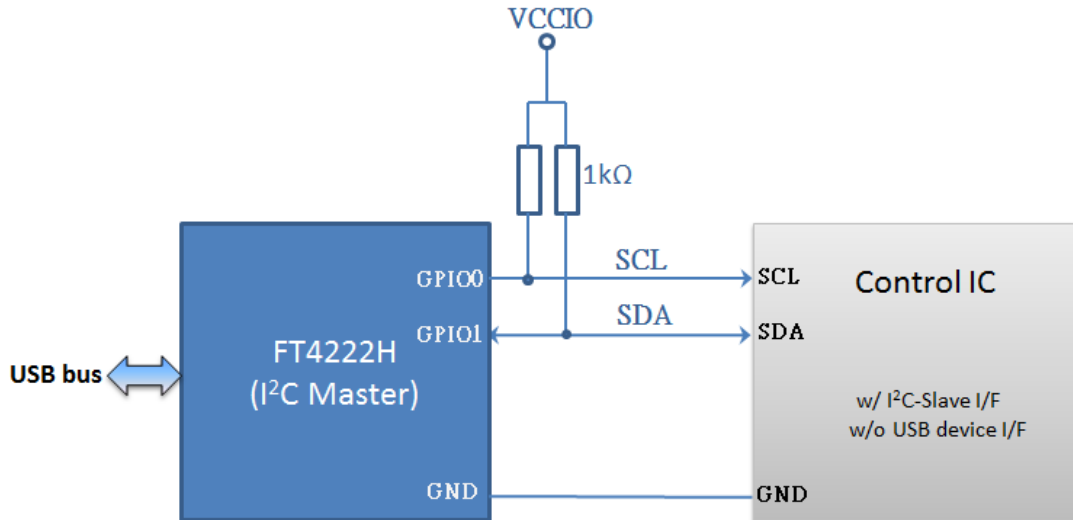 VCCIO
1kΩ
GPIO0
SCL
SCL
Control IC
GPIO1
SDA
SDA
FT4222H
(I²C Master)
USB bus
w/ I²C-Slave I/F
w/o USB device I/F
GND
GND